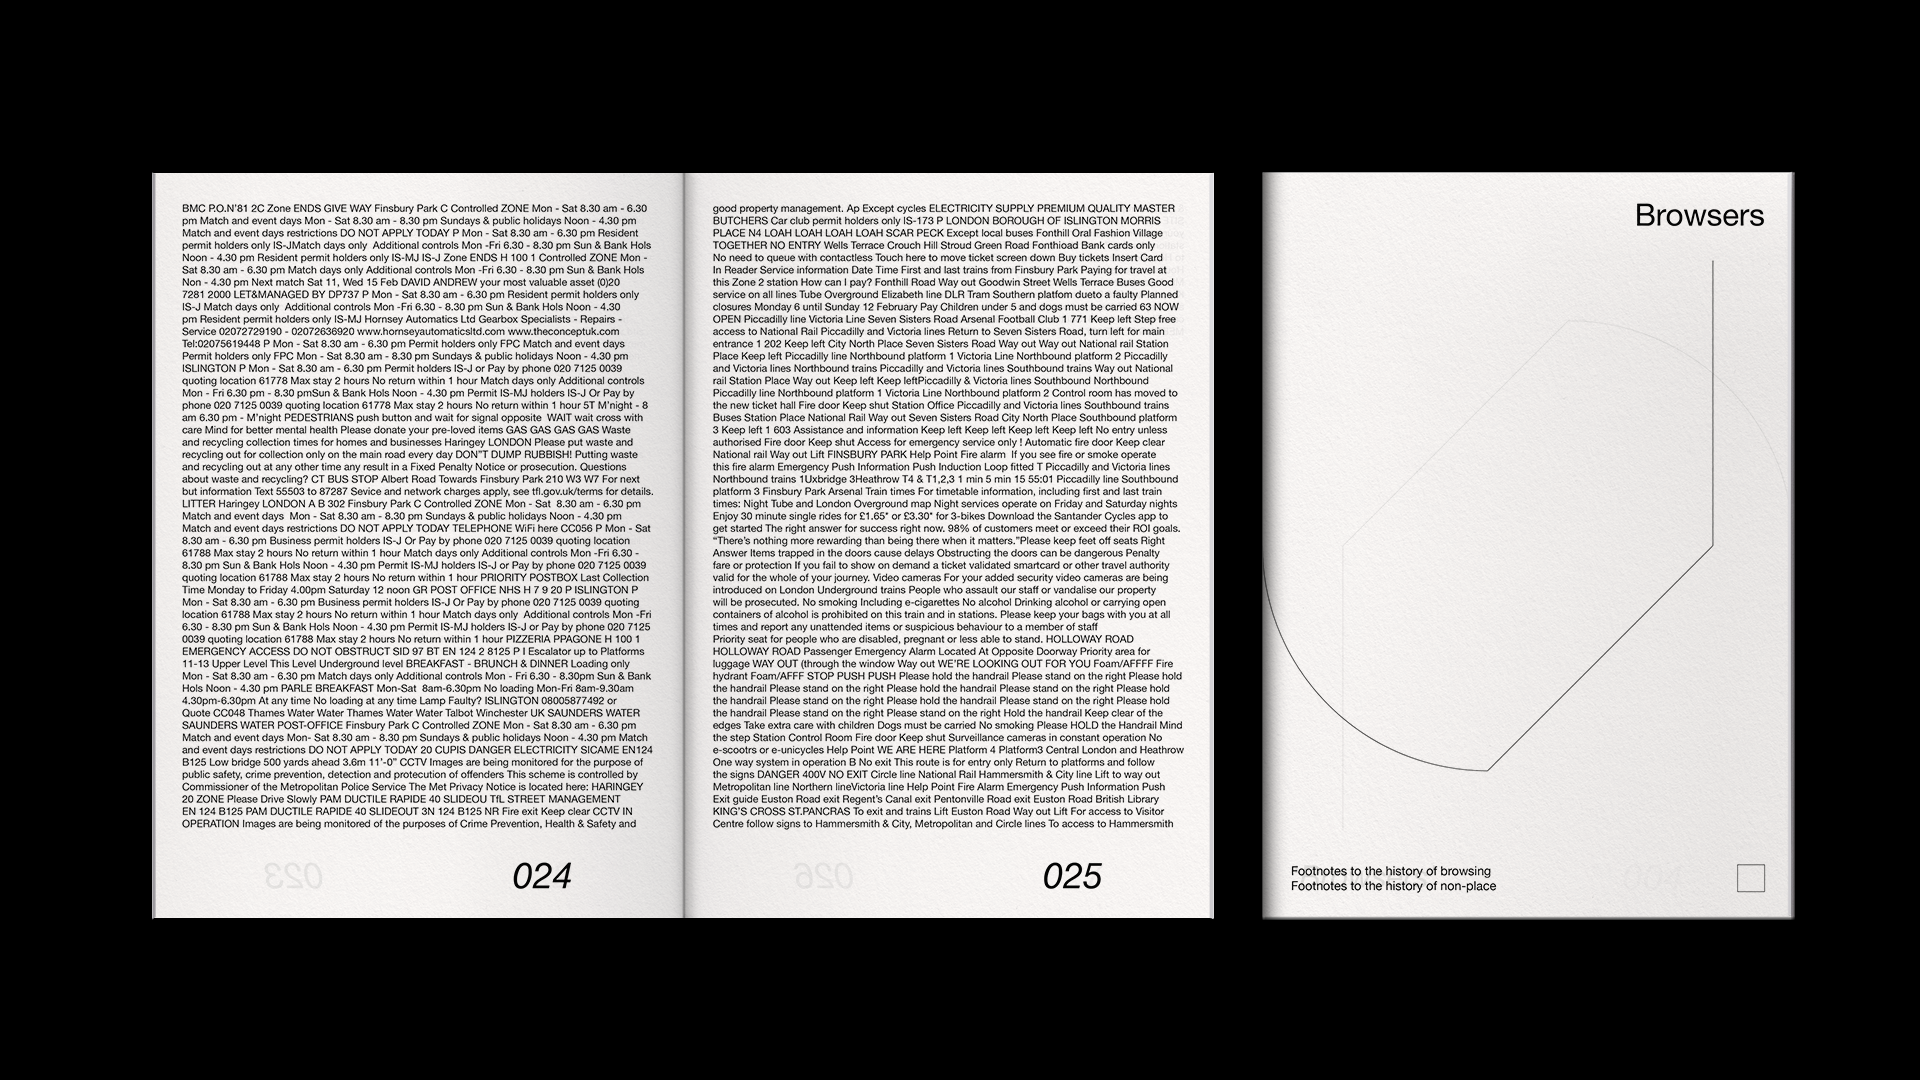 BMC P.O.N'81 2C Zone ENDS GIVE WAY Finsbury Park C Controlled ZONE Mon - Sat 8.30 am - 6.30
pm Match and event days Mon - Sat 8.30 am - 8.30 pm Sundays & public holidays Noon - 4.30 pm
Match and event days restrictions DO NOT APPLY TODAY P Mon - Sat 8.30 am - 6.30 pm Resident
permit holders only IS-JMatch days only  Additional controls Mon -Fri 6.30 - 8.30 pm Sun & Bank Hols
Noon - 4.30 pm Resident permit holders only IS-MJ IS-J Zone ENDS H 100 1 Controlled ZONE Mon -
Sat 8.30 am - 6.30 pm Match days only Additional controls Mon -Fri 6.30 - 8.30 pm Sun & Bank Hols
Non - 4.30 pm Next match Sat 11, Wed 15 Feb DAVID ANDREW your most valuable asset (0)20
7281 2000 LET&MANAGED BY DP737 P Mon - Sat 8.30 am - 6.30 pm Resident permit holders only
IS-J Match days only  Additional controls Mon -Fri 6.30 - 8.30 pm Sun & Bank Hols Noon - 4.30
pm Resident permit holders only IS-MJ Hornsey Automatics Ltd Gearbox Specialists - Repairs -
Service 02072729190 - 02072636920 www.hornseyautomaticsltd.com www.theconceptuk.com
Tel:02075619448 P Mon - Sat 8.30 am - 6.30 pm Permit holders only FPC Match and event days
Permit holders only FPC Mon - Sat 8.30 am - 8.30 pm Sundays & public holidays Noon - 4.30 pm
ISLINGTON P Mon - Sat 8.30 am - 6.30 pm Permit holders IS-J or Pay by phone 020 7125 0039
quoting location 61778 Max stay 2 hours No return within 1 hour Match days only Additional controls
Mon - Fri 6.30 pm - 8.30 pmSun & Bank Hols Noon - 4.30 pm Permit IS-MJ holders IS-J Or Pay by
phone 020 7125 0039 quoting location 61778 Max stay 2 hours No return within 1 hour 5T M'night - 8
am 6.30 pm - M'night PEDESTRIANS push button and wait for signal opposite  WAIT wait cross with
care Mind for better mental health Please donate your pre-loved items GAS GAS GAS GAS Waste
and recycling collection times for homes and businesses Haringey LONDON Please put waste and
recycling out for collection only on the main road every day DON"T DUMP RUBBISH! Putting waste
and recycling out at any other time any result in a Fixed Penalty Notice or prosecution. Questions
about waste and recycling? CT BUS STOP Albert Road Towards Finsbury Park 210 W3 W7 For next
but information Text 55503 to 87287 Sevice and network charges apply, see tfl.gov.uk/terms for details.
LITTER Haringey LONDON A B 302 Finsbury Park C Controlled ZONE Mon - Sat  8.30 am - 6.30 pm
Match and event days  Mon - Sat 8.30 am - 8.30 pm Sundays & public holidays Noon - 4.30 pm
Match and event days restrictions DO NOT APPLY TODAY TELEPHONE WiFi here CC056 P Mon - Sat
8.30 am - 6.30 pm Business permit holders IS-J Or Pay by phone 020 7125 0039 quoting location
61788 Max stay 2 hours No return within 1 hour Match days only Additional controls Mon -Fri 6.30 -
8.30 pm Sun & Bank Hols Noon - 4.30 pm Permit IS-MJ holders IS-J or Pay by phone 020 7125 0039
quoting location 61788 Max stay 2 hours No return within 1 hour PRIORITY POSTBOX Last Collection
Time Monday to Friday 4.00pm Saturday 12 noon GR POST OFFICE NHS H 7 9 20 P ISLINGTON P
Mon - Sat 8.30 am - 6.30 pm Business permit holders IS-J Or Pay by phone 020 7125 0039 quoting
location 61788 Max stay 2 hours No return within 1 hour Match days only  Additional controls Mon -Fri
6.30 pm - 8.30 pm Sun & Bank Hols Noon - 4.30 pm Permit IS-MJ holders IS-J or Pay by phone 020 7125
0039 quoting location 61788 Max stay 2 hours No return within 1 hour PIZZERIA PPAGONE H 100 1
EMERGENCY ACCESS DO NOT OBSTRUCT SID 97 BT EN 124 2 8125 P I Escalator up to Platforms
11-13 Upper Level This Level Underground level BREAKFAST - BRUNCH & DINNER Loading only
Mon - Sat 8.30 am - 6.30 pm Match days only Additional controls Mon -Fri 6.30 - 8.30pm Sun & Bank
Hols Noon - 4.30 pm PARLE BREAKFAST Mon-Sat  8am-6.30pm No loading Mon-Fri 8am-9.30am
4.30pm-6.30pm At any time No loading at any time Lamp Faulty? ISLINGTON 08005877492 or
Quote CC048 Thames Water Water Thames Water Water Talbot Winchester UK SAUNDERS WATER
SAUNDERS WATER POST-OFFICE Finsbury Park C Controlled ZONE Mon - Sat 8.30 am - 6.30 pm
Match and event days Mon- Sat 8.30 am - 8.30 pm Sundays & public holidays Noon - 4.30 pm Match
and event days restrictions DO NOT APPLY TODAY 20 CUPIS DANGER ELECTRICITY SICAME EN124
B125 Low bridge 500 yards ahead 3.6m 11'-0" CCTV Images are being monitored for the purpose of
public safety, crime prevention, detection and protecution of offenders This scheme is controlled by
Commissioner of the Metropolitan Police Service The Met Privacy Notice is located here: HARINGEY
20 ZONE Please Drive Slowly PAM DUCTILE RAPIDE 40 SLIDEOU TfL STREET MANAGEMENT
EN 124 B125 PAM DUCTILE RAPIDE 40 SLIDEOUT 3N 124 B125 NR Fire exit Keep clear CCTV IN
OPERATION Images are being monitored of the purposes of Crime Prevention, Health & Safety and
023
024
good property management. Ap Except cycles ELECTRICITY SUPPLY PREMIUM QUALITY MASTER
BUTCHERS Car club permit holders only IS-173 P LONDON BOROUGH OF ISLINGTON MORRIS
PLACE N4 LOAH LOAH LOAH LOAH SCAR PECK Except local buses Fonthill Oral Fashion Village
TOGETHER NO ENTRY Wells Terrace Crouch Hill Stroud Green Road Fonthioad Bank cards only
No need to queue with contactless Touch here to move ticket screen down Buy tickets Insert Card
In Reader Service information Date Time First and last trains from Finsbury Park Paying for travel at
this Zone 2 station How can I pay? Fonthill Road Way out Goodwin Street Wells Terrace Buses Good
service on all lines Tube Overground Elizabeth line DLR Tram Southern platfom dueto a faulty Planned
closures Monday 6 until Sunday 12 February Pay Children under 5 and dogs must be carried 63 NOW
OPEN Piccadilly line Victoria Line Seven Sisters Road Arsenal Football Club 1 771 Keep left Step free
access to National Rail Piccadilly and Victoria lines Return to Seven Sisters Road, turn left for main
entrance 1 202 Keep left City North Place Seven Sisters Road Way out Way out National rail Station
Place Keep left Piccadilly line Northbound platform 1 Victoria Line Northbound platform 2 Piccadilly
and Victoria lines Northbound trains Piccadilly and Victoria lines Southbound trains Way out National
rail Station Place Way out Keep left Keep leftPiccadilly & Victoria lines Southbound Northbound
Piccadilly line Northbound platform 1 Victoria Line Northbound platform 2 Control room has moved to
the new ticket hall Fire door Keep shut Station Office Piccadilly and Victoria lines Southbound trains
Buses Station Place National Rail Way out Seven Sisters Road City North Place Southbound platform
3 Keep left 1 603 Assistance and information Keep left Keep left Keep left Keep left No entry unless
authorised Fire door Keep shut Access for emergency service only ! Automatic fire door Keep clear
National rail Way out Lift FINSBURY PARK Help Point Fire alarm  If you see fire or smoke operate
this fire alarm Emergency Push Information Push Induction Loop fitted T Piccadilly and Victoria lines
Northbound trains 1Uxbridge 3Heathrow T4 & T1,2,3 1 min 5 min 15 55:01 Piccadilly line Southbound
platform 3 Finsbury Park Arsenal Train times For timetable information, including first and last train
times: Night Tube and London Overground map Night services operate on Friday and Saturday nights
Enjoy 30 minute single rides for £1.65* or £3.30* for 3-bikes Download the Santander Cycles app to
get started The right answer for success right now. 98% of customers meet or exceed their ROI goals.
"There's nothing more rewarding than being there when it matters."Please keep feet off seats Right
Answer Items trapped in the doors cause delays Obstructing the doors can be dangerous Penalty
fare or protection If you fail to show on demand a ticket validated smartcard or other travel authority
valid for the whole of your journey. Video cameras For your added security video cameras are being
introduced on London Underground trains People who assault our staff or vandalise our property
will be prosecuted. No smoking Including e-cigarettes No alcohol Drinking alcohol or carrying open
containers of alcohol is prohibited on this train and in stations. Please keep your bags with you at all
times and report any unattended items or suspicious behaviour to a member of staff
Priority seat for people who are disabled, pregnant or less able to stand. HOLLOWAY ROAD
HOLLOWAY ROAD Passenger Emergency Alarm Located At Opposite Doorway Priority area for
luggage WAY OUT (through the window Way out WE'RE LOOKING OUT FOR YOU Foam/AFFFF Fire
hydrant Foam/AFFF STOP PUSH PUSH Please hold the handrail Please stand on the right Please hold
the handrail Please stand on the right Please hold the handrail Please stand on the right Please hold
the handrail Please stand on the right Please hold the handrail Please stand on the right Please hold
the handrail Please stand on the right Please stand on the right Hold the handrail Keep clear of the
edges Take extra care with children Dogs must be carried No smoking Please HOLD the Handrail Mind
the step Station Control Room Fire door Keep shut Surveillance cameras in constant operation No
e-scootrs or e-unicycles Help Point WE ARE HERE Platform 4 Platform3 Central London and Heathrow
One way system in operation B No exit This route is for entry only Return to platforms and follow
the signs DANGER 400V NO EXIT Circle line National Rail Hammersmith & City line Lift to way out
Metropolitan line Northern lineVictoria line Help Point Fire Alarm Emergency Push Information Push
Exit guide Euston Road exit Regent's Canal exit Pentonville Road exit Euston Road British Library
KING'S CROSS ST.PANCRAS To exit and trains Lift Euston Road Way out Lift For access to Visitor
Centre follow signs to Hammersmith & City, Metropolitan and Circle lines To access to Hammersmith
026
025
Browsers
Footnotes to the history of browsing
Footnotes to the history of non-place